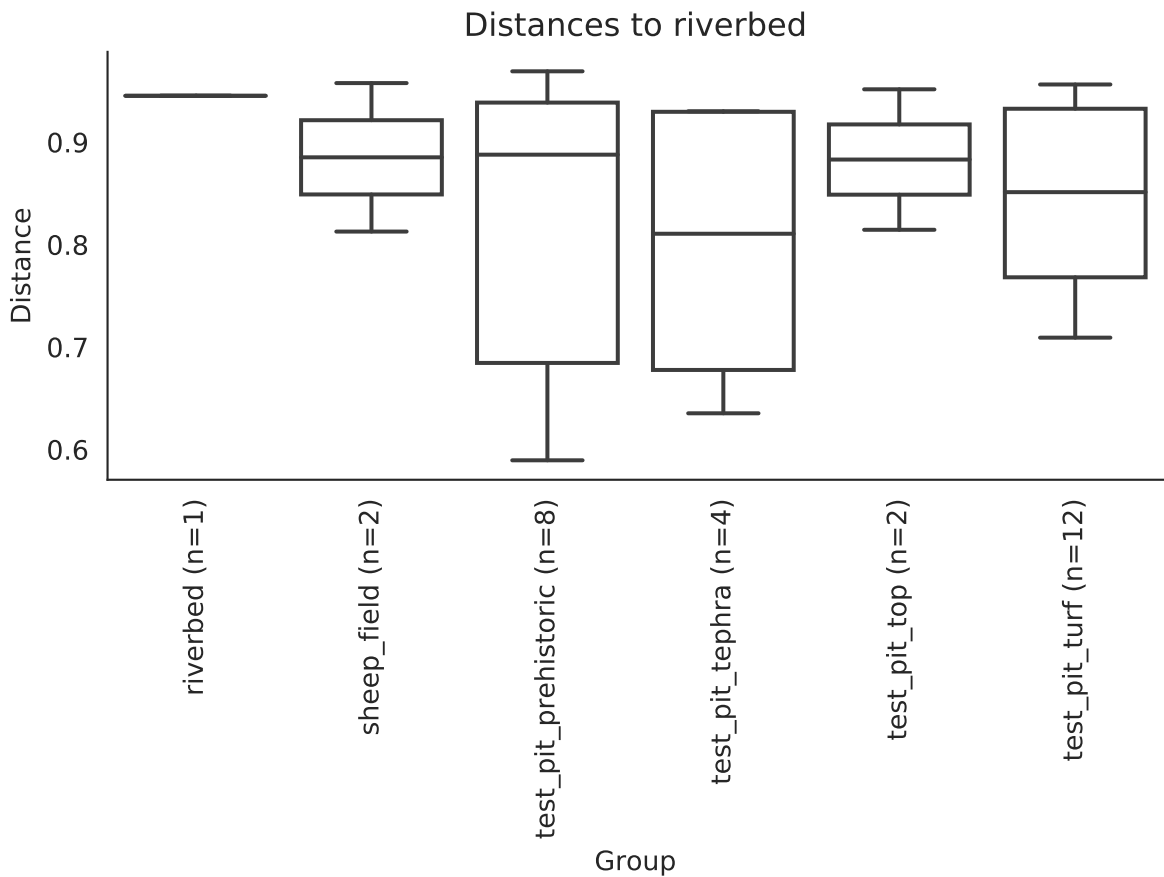 Distances to riverbed
Distance
0.9
0.8
0.7
0.6
riverbed (n=1)
sheep_field (n=2)
test_pit_prehistoric (n=8)
test_pit_tephra (n=4)
test_pit_top (n=2)
test_pit_turf (n=12)
Group